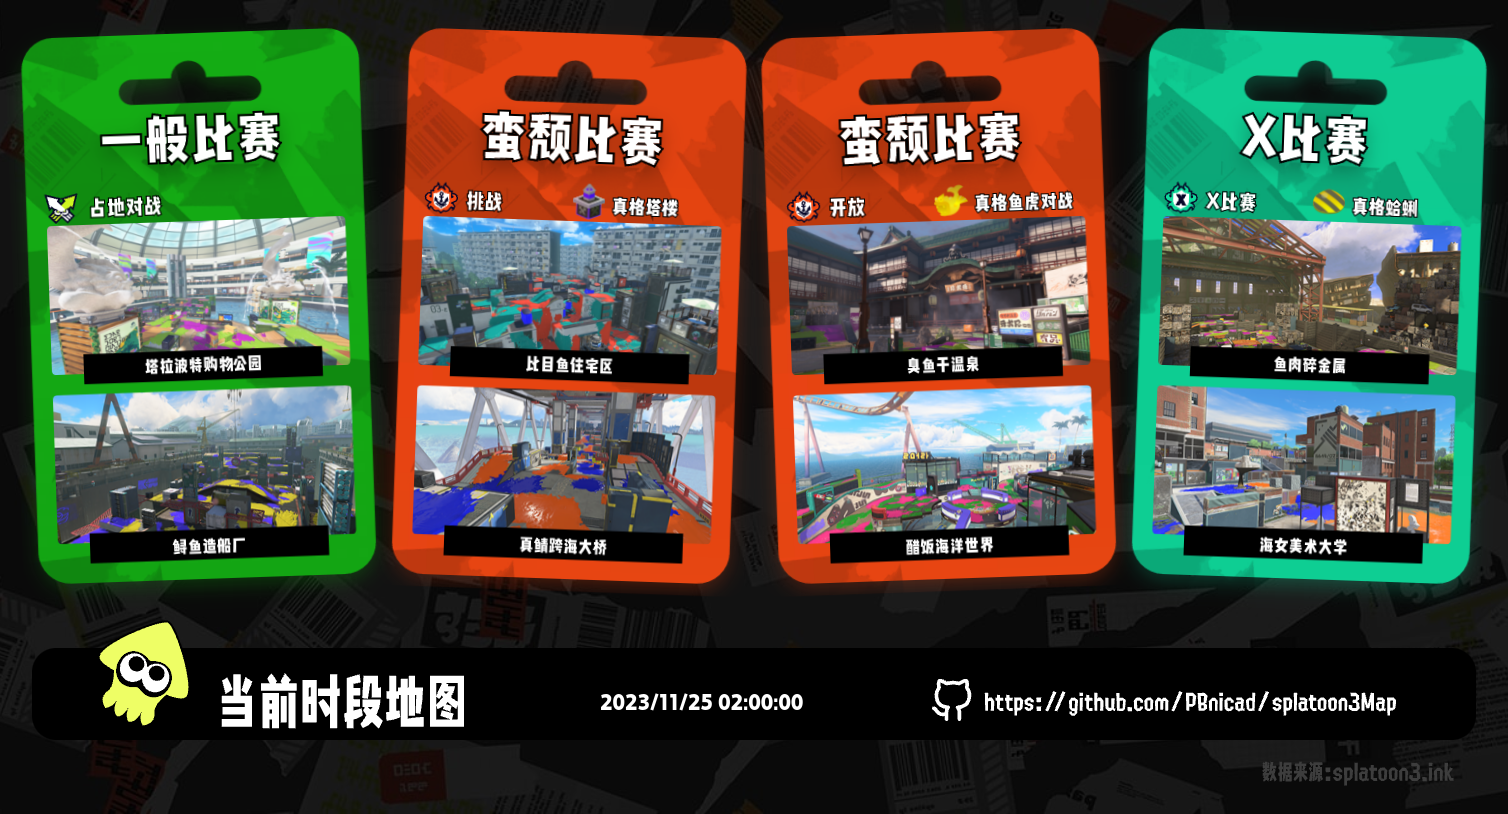 一般比赛
占地对战
塔拉波特购物公园
鲟鱼造船厂
蛮颓比赛
挑战
真格塔楼
比目鱼住宅区
真鲭跨海大桥
蛮颓比赛
开放
真格鱼虎对战
臭鱼干温泉
醋饭海洋世界
X比赛
X比赛
真格蛤蜊
鱼肉碎金属
海女美术大学
当前时段地图
2023/11/25 02:00:00
https://github.com/PBnicad/splatoon3Map
数据来源:splatoon3.ink